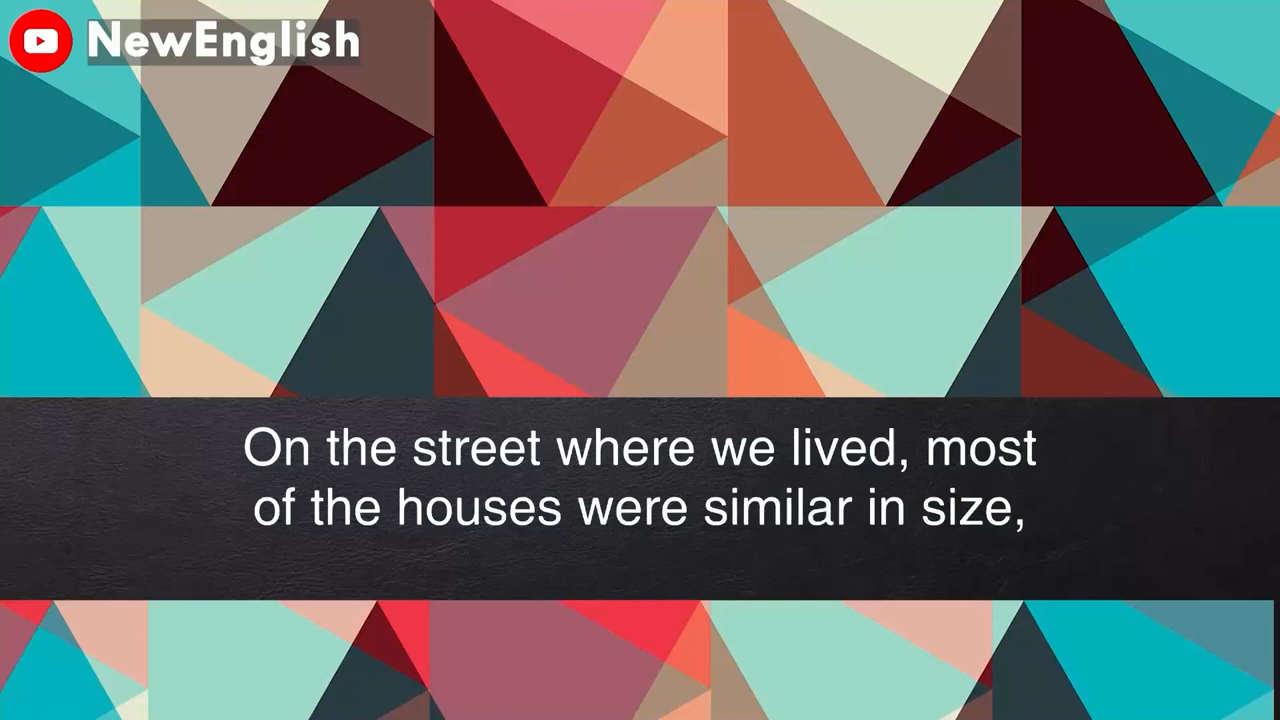 NewEnglish
On the street where we lived, most
of the houses were similar in size,